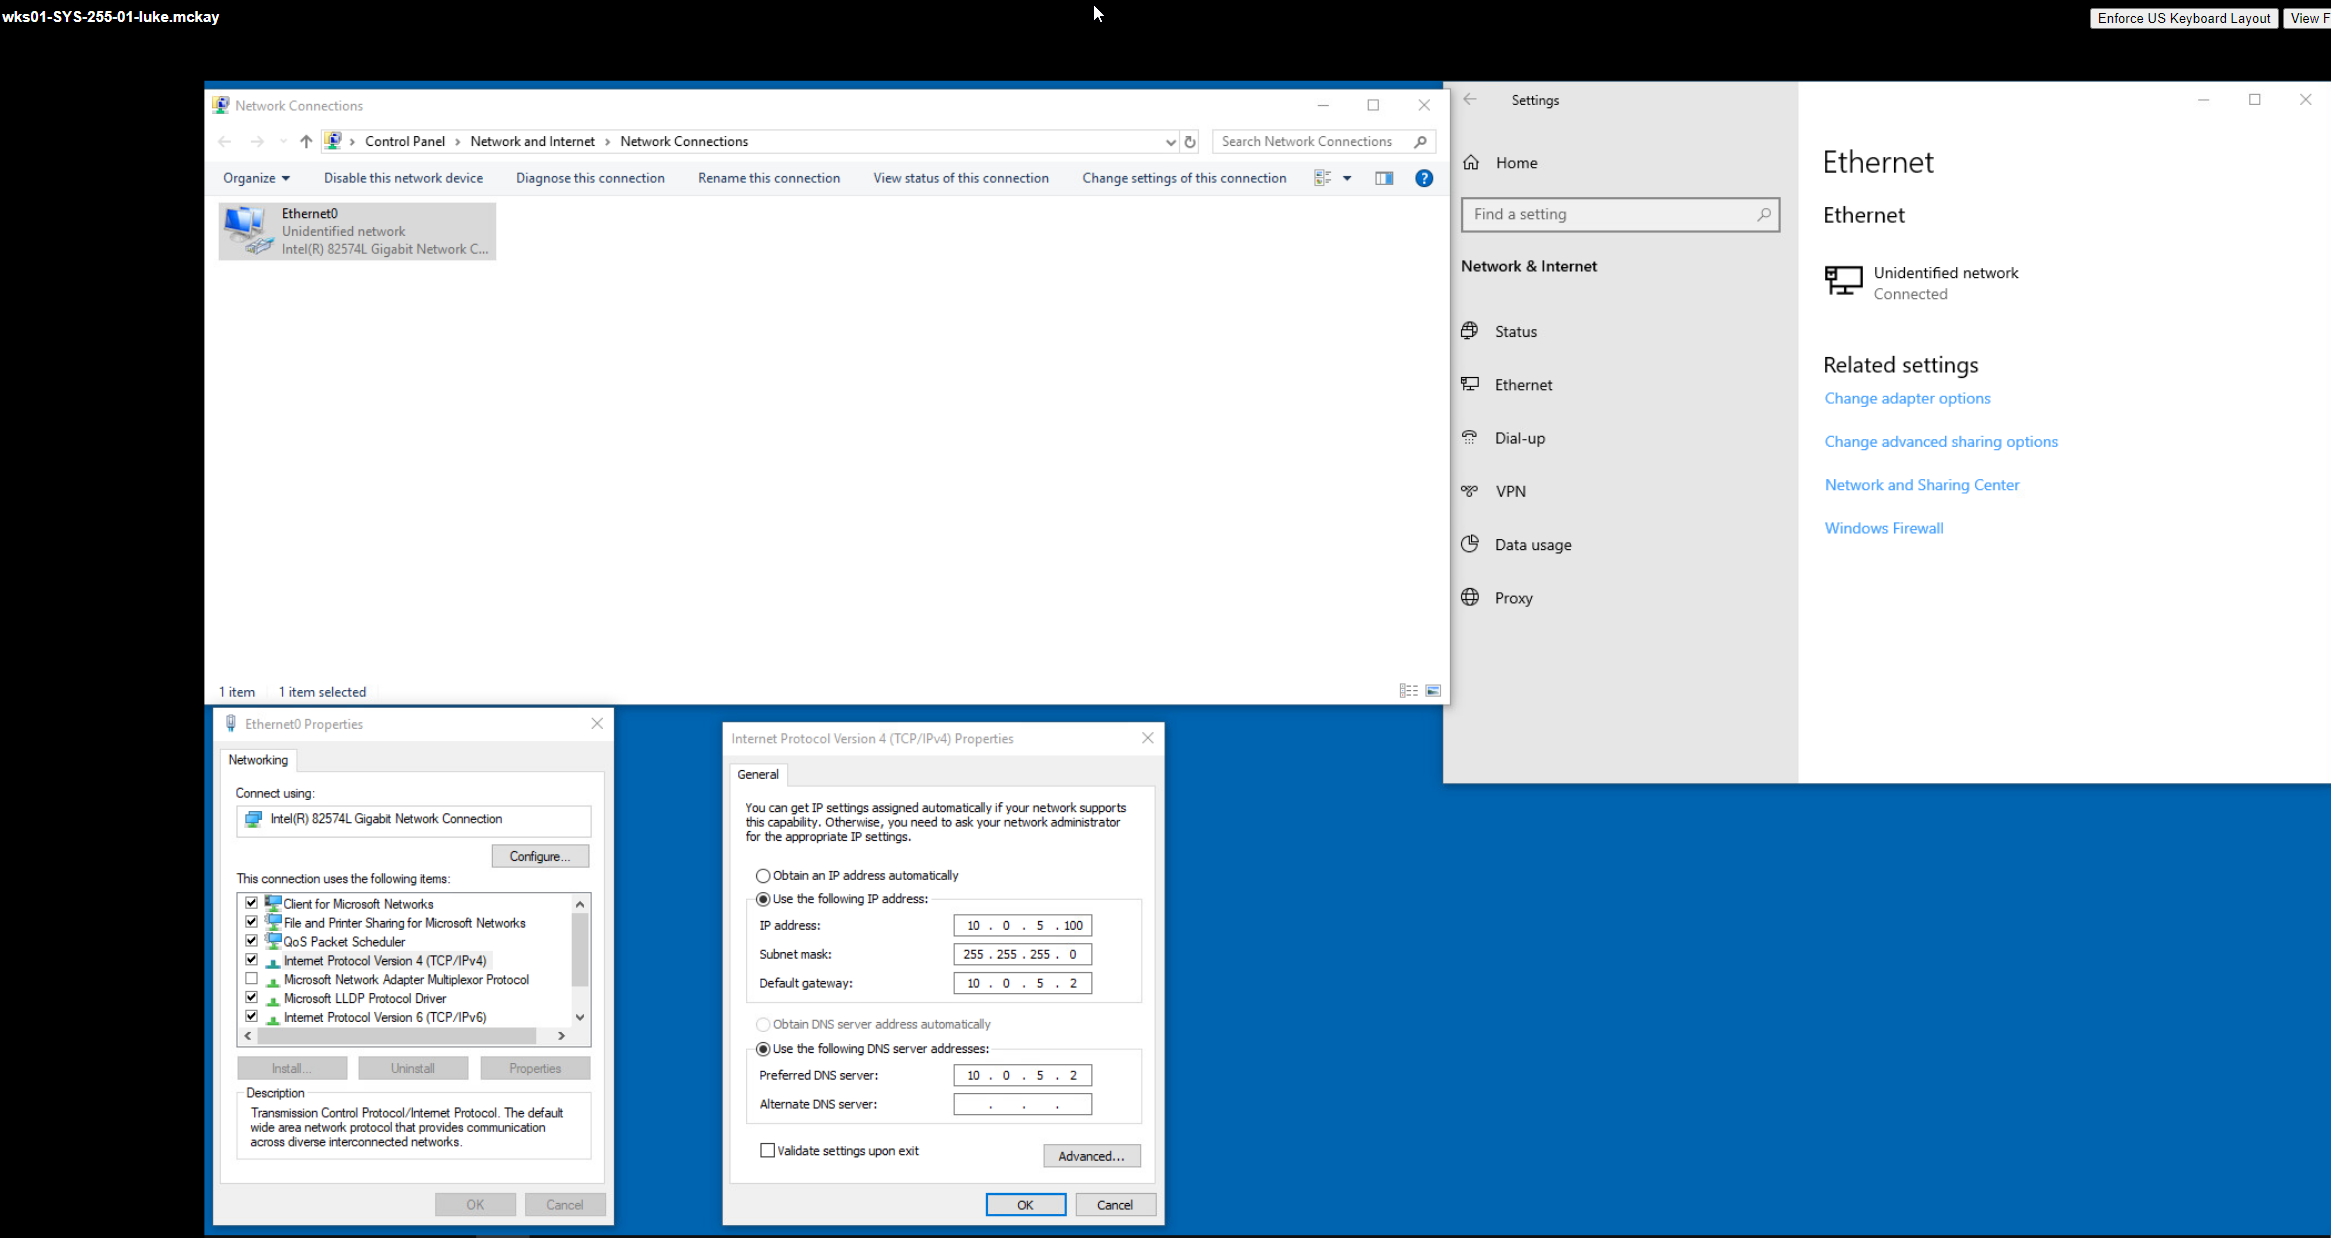 wks01-SYS-255-01-luke.mckay
Enforce US Keyboard Layout
View F
Network Connections
Control Panel > Network and Internet > Network Connections
Search Network Connections
Organize
Disable this network device
Diagnose this connection
Rename this connection
View status of this connection
Change settings of this connection
Ethernet0
Unidentified network
Intel(R) 82574L Gigabit Network C...
1 item
1 item selected
Settings
Home
Find a setting
Network & Internet
Status
Ethernet
Dial-up
VPN
Data usage
Proxy
Ethernet
Ethernet
Unidentified network
Connected
Related settings
Change adapter options
Change advanced sharing options
Network and Sharing Center
Windows Firewall
Ethernet0 Properties
Networking
Connect using:
Intel(R) 82574L Gigabit Network Connection
Configure...
This connection uses the following items:
Client for Microsoft Networks
File and Printer Sharing for Microsoft Networks
QoS Packet Scheduler
Internet Protocol Version 4 (TCP/IPv4)
Microsoft Network Adapter Multiplexor Protocol
Microsoft LLDP Protocol Driver
Internet Protocol Version 6 (TCP/IPv6)
Install...
Uninstall
Properties
Description
Transmission Control Protocol/Internet Protocol. The default
wide area network protocol that provides communication
across diverse interconnected networks.
OK
Cancel
Internet Protocol Version 4 (TCP/IPv4) Properties
General
You can get IP settings assigned automatically if your network supports
this capability. Otherwise, you need to ask your network administrator
for the appropriate IP settings.
Obtain an IP address automatically
Use the following IP address:
IP address: 10 . 0 . 5 . 100
Subnet mask: 255 . 255 . 255 . 0
Default gateway: 10 . 0 . 5 . 2
Obtain DNS server address automatically
Use the following DNS server addresses:
Preferred DNS server: 10 . 0 . 5 . 2
Alternate DNS server: . . .
Validate settings upon exit
Advanced...
OK
Cancel